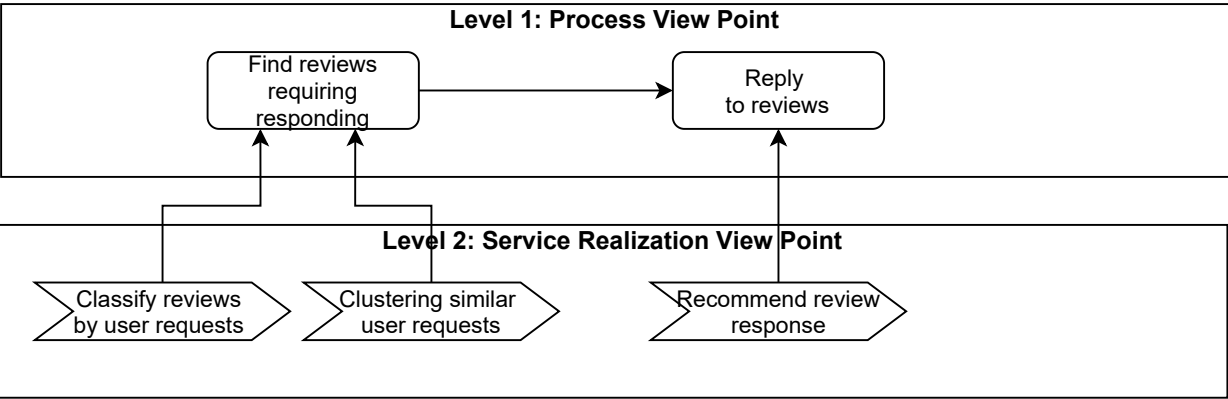 Level 1: Process View Point
Find reviews
requiring
responding
Reply
to reviews
Level 2: Service Realization View Point
Classify reviews
by user requests
Clustering similar
user requests
Recommend review
response